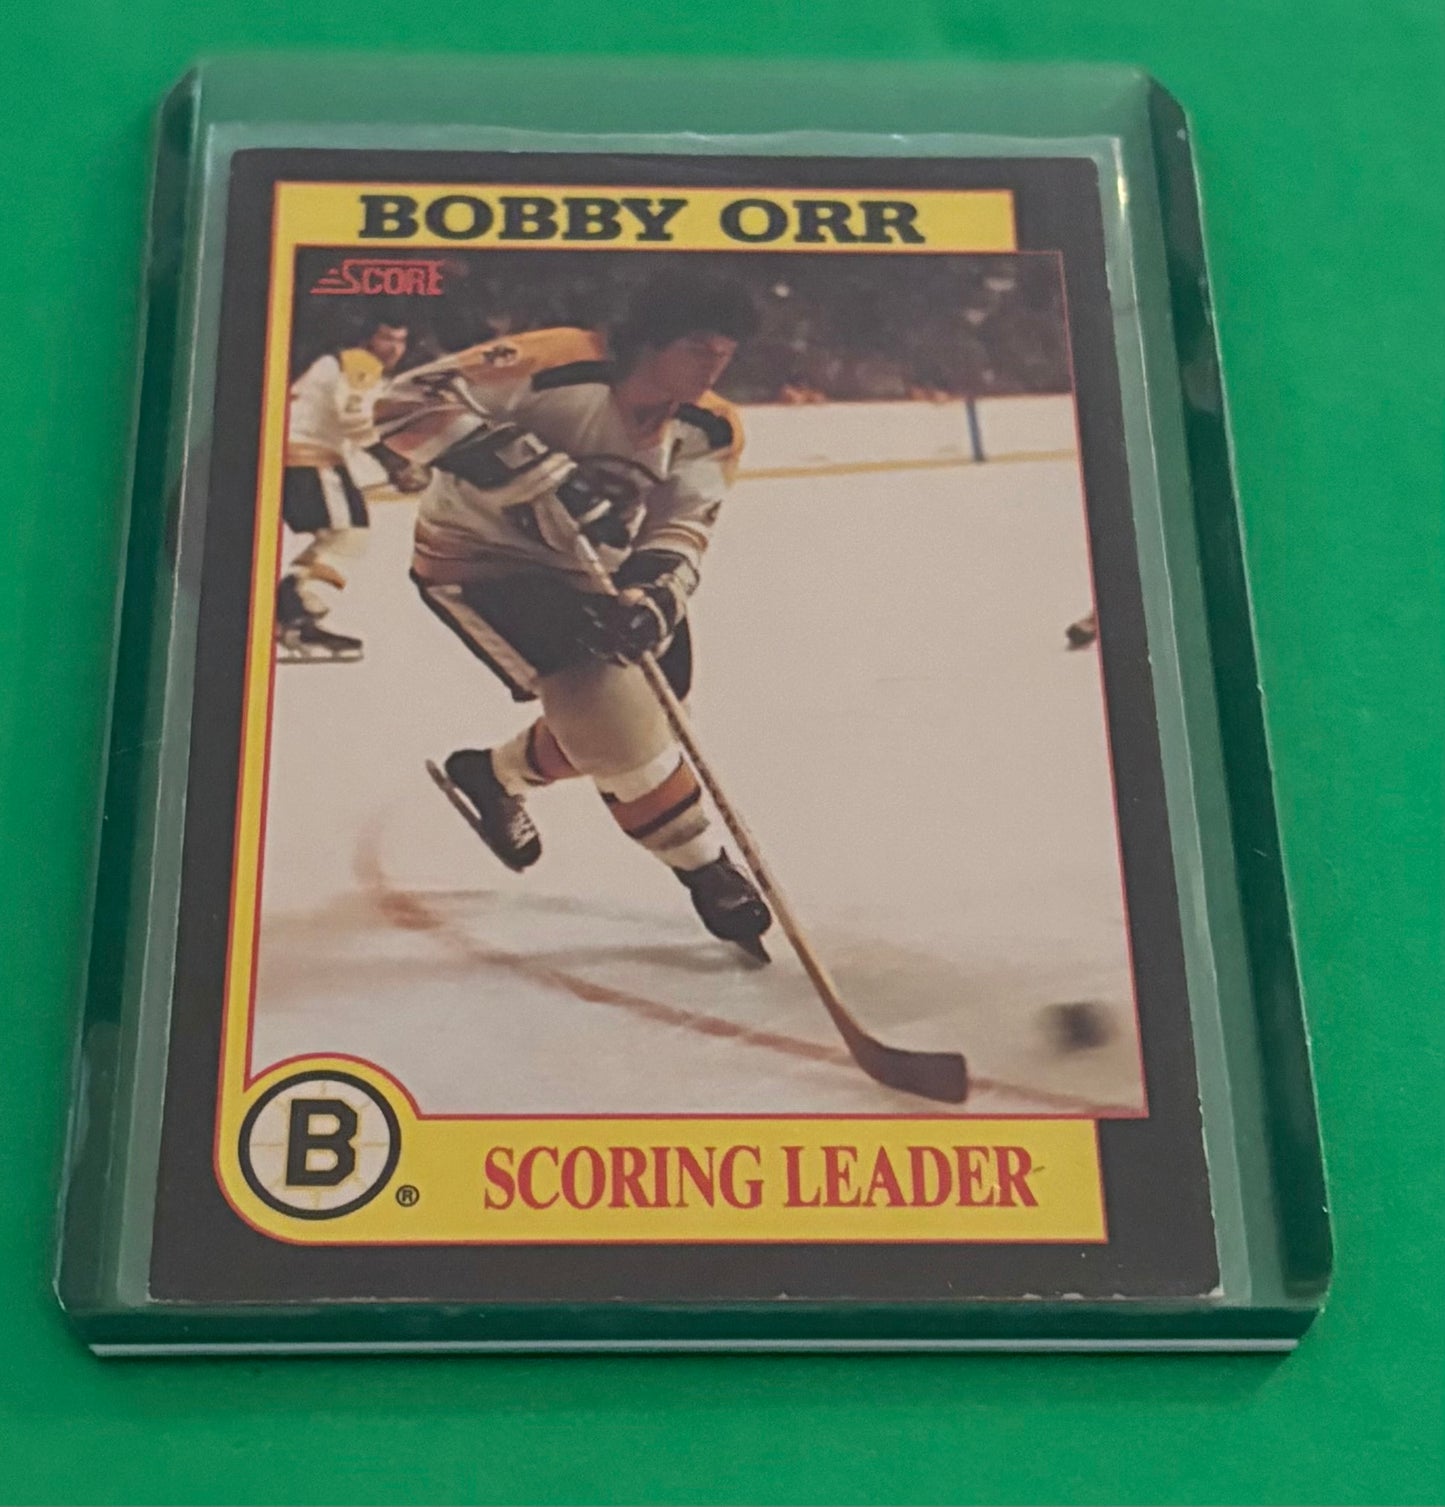 BOBBY ORR
SCORE
B
®
SCORING LEADER